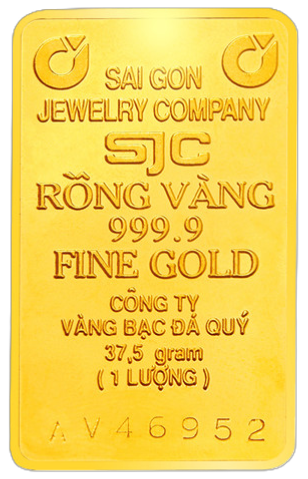 SAI GON
JEWELRY COMPANY
SJC
RỒNG VÀNG
999.9
FINE GOLD
CÔNG TY
VÀNG BẠC ĐÁ QUÝ
37,5 gram
( 1 LƯỢNG )
AV46952